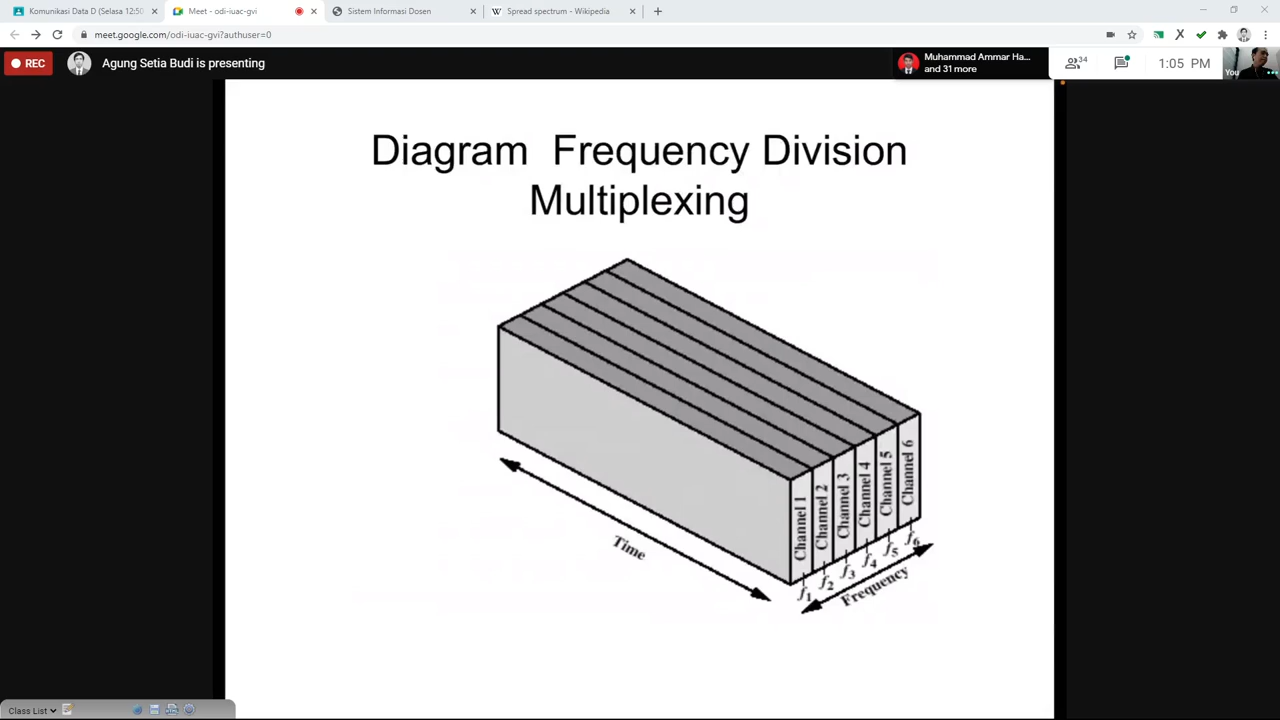 Komunikasi Data D (Selasa 12:50
Meet - odi-iuac-gvi
Sistem Informasi Dosen
Spread spectrum - Wikipedia
meet.google.com/odi-iuac-gvi?authuser=0
REC
Agung Setia Budi is presenting
Muhammad Ammar Ha...
and 31 more
34
1:05 PM
You
Diagram Frequency Division
Multiplexing
Channel 1
Channel 2
Channel 3
Channel 4
Channel 5
Channel 6
f1
f2
f3
f4
f5
f6
Time
Frequency
Class List